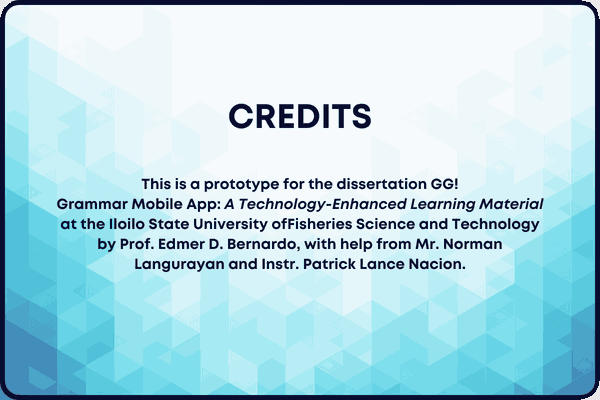 CREDITS
This is a prototype for the dissertation GG!
Grammar Mobile App: A Technology-Enhanced Learning Material
at the Iloilo State University ofFisheries Science and Technology
by Prof. Edmer D. Bernardo, with help from Mr. Norman
Langurayan and Instr. Patrick Lance Nacion.